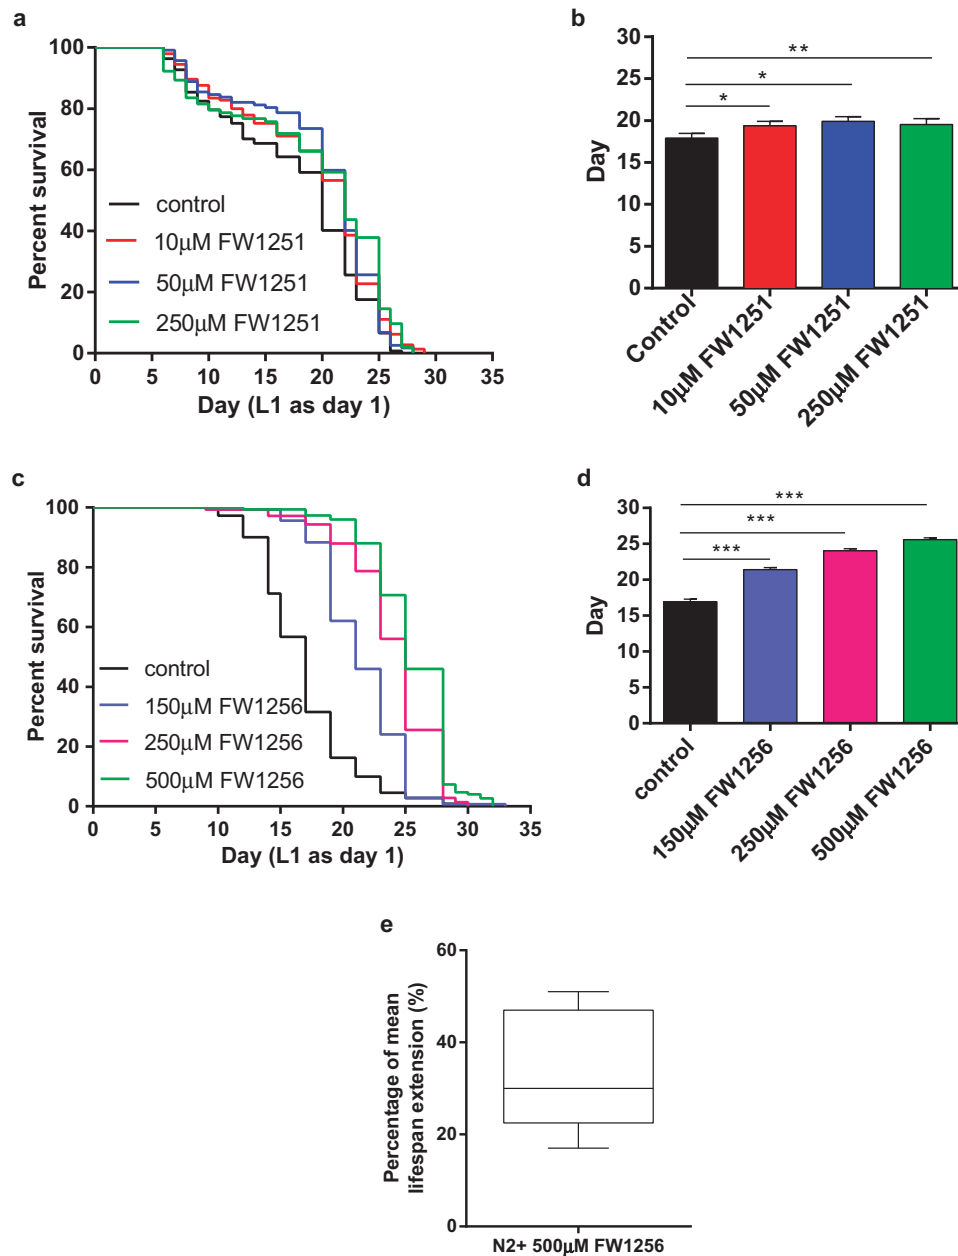 a
100
80
60
40
20
0
Percent survival
control
10μM FW1251
50μM FW1251
250μM FW1251
0 5 10 15 20 25 30 35
Day (L1 as day 1)
b
30
25
20
15
10
5
0
Day
**
*
*
Control
10μM FW1251
50μM FW1251
250μM FW1251
c
100
80
60
40
20
0
Percent survival
control
150μM FW1256
250μM FW1256
500μM FW1256
0 5 10 15 20 25 30 35
Day (L1 as day 1)
d
30
25
20
15
10
5
0
Day
***
***
***
control
150μM FW1256
250μM FW1256
500μM FW1256
e
60
40
20
0
Percentage of mean
lifespan extension (%)
N2+ 500μM FW1256